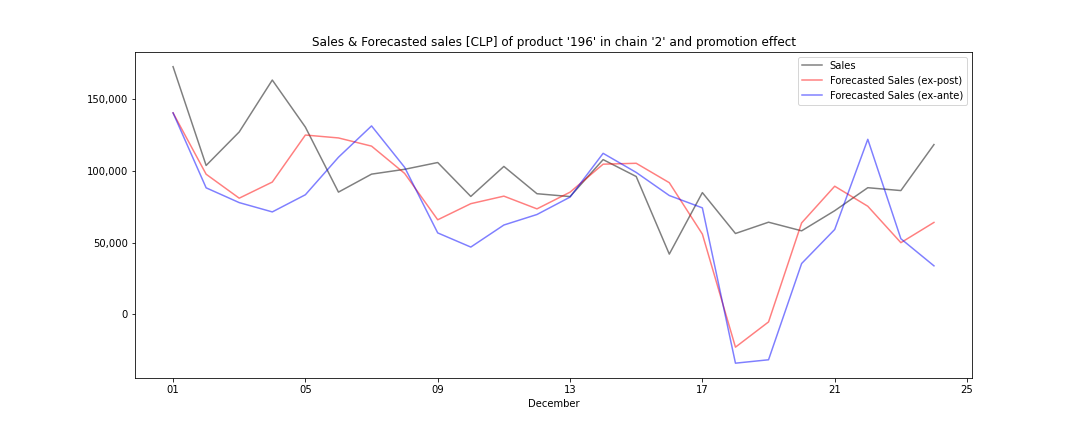 Sales & Forecasted sales [CLP] of product '196' in chain '2' and promotion effect
Sales
Forecasted Sales (ex-post)
Forecasted Sales (ex-ante)
150,000
100,000
50,000
0
01 05 09 13 17 21 25
December